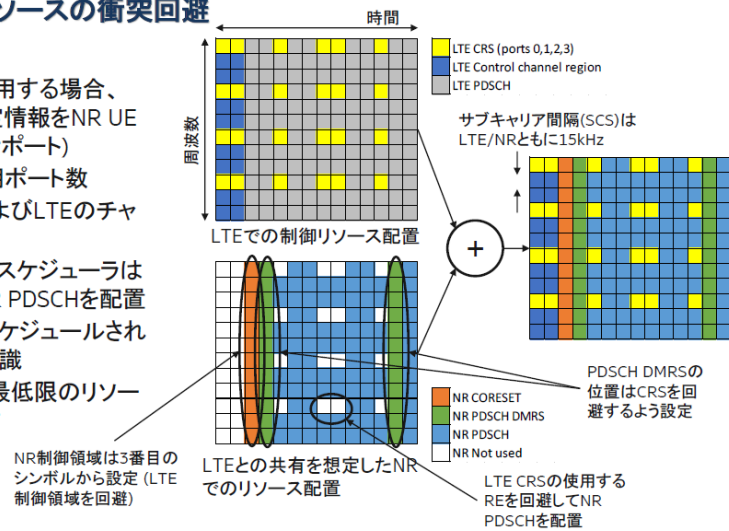 ソースの衝突回避
用する場合、
定情報をNR UE
ポート)
用ポート数
およびLTEのチャ
スケジューラは
R PDSCHを配置
ケジュールされ
識
最低限のリソー
時間
周波数
LTE CRS (ports 0,1,2,3)
LTE Control channel region
LTE PDSCH
LTEでの制御リソース配置
サブキャリア間隔(SCS)は
LTE/NRともに15kHz
+
NR CORESET
NR PDSCH DMRS
NR PDSCH
NR Not used
PDSCH DMRSの
位置はCRSを回
避するよう設定
NR制御領域は3番目の
シンボルから設定 (LTE
制御領域を回避)
LTEとの共有を想定したNR
でのリソース配置
LTE CRSの使用する
REを回避してNR
PDSCHを配置